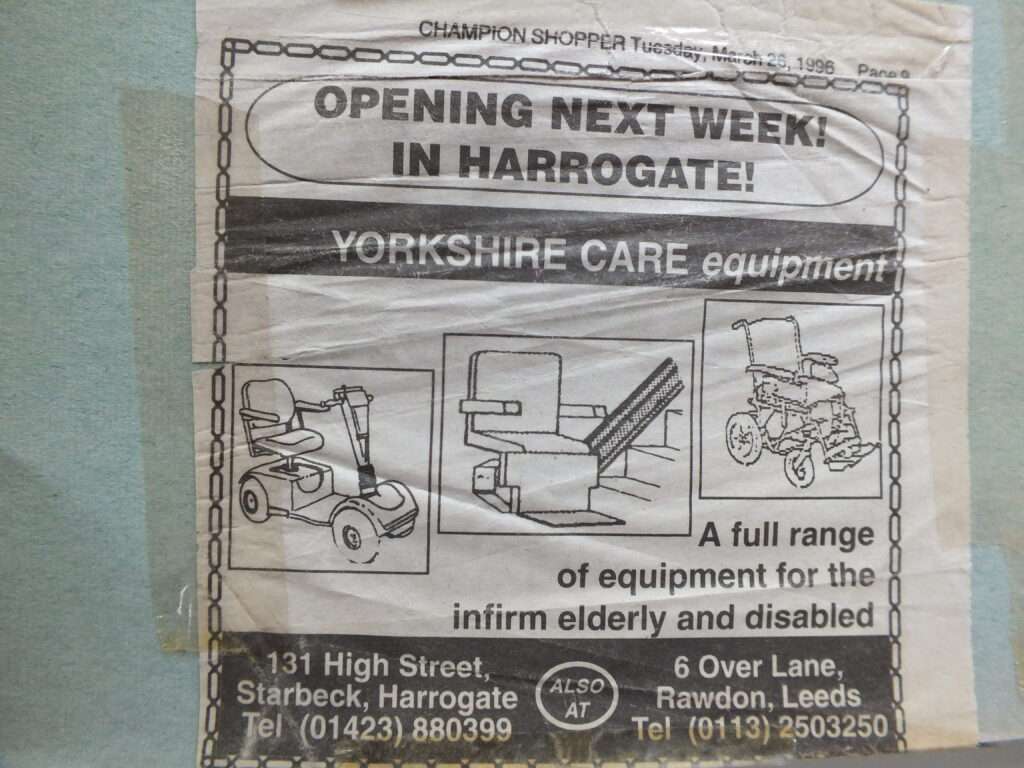 CHAMPION SHOPPER Tuesday, March 26, 1996 Page 9
OPENING NEXT WEEK!
IN HARROGATE!
YORKSHIRE CARE equipment
A full range
of equipment for the
infirm elderly and disabled
131 High Street,
Starbeck, Harrogate
Tel (01423) 880399
ALSO
AT
6 Over Lane,
Rawdon, Leeds
Tel (0113) 2503250